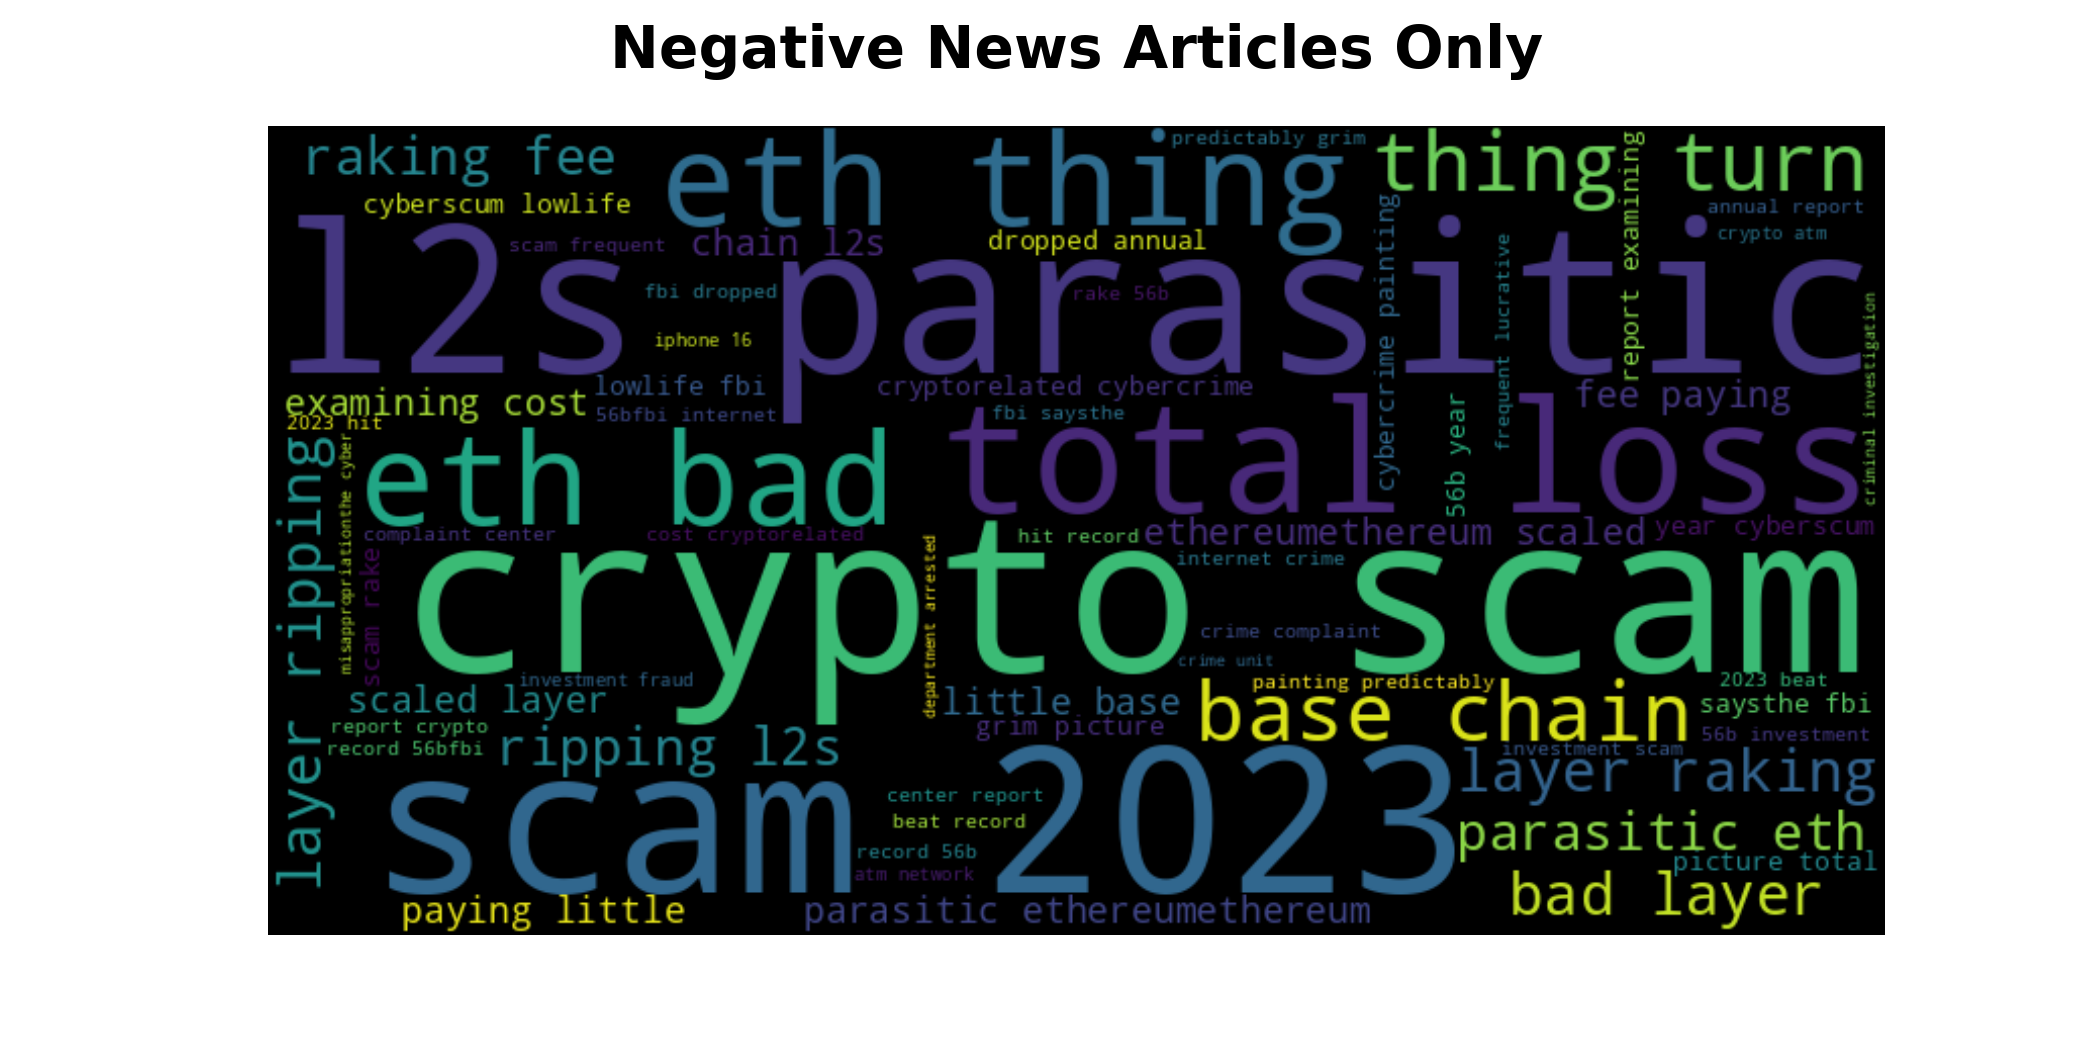 Negative News Articles Only
raking fee
eth thing
predictably grim
thing turn
report examining
cyberscum lowlife
annual report
l2s parasitic
scam frequent
chain l2s
dropped annual
cybercrime painting
crypto atm
fbi dropped
rake 56b
frequent lucrative
criminal investigation
iphone 16
lowlife fbi
cryptorelated cybercrime
fee paying
examining cost
56bfbi internet
fbi saysthe
56b year
2023 hit
layer ripping
misappropriationthe cyber
eth bad
total loss
complaint center
cost cryptorelated
hit record
ethereumethereum scaled
year cyberscum
scam rake
crypto scam
department arrested
internet crime
crime complaint
crime unit
investment fraud
painting predictably
2023 beat
scaled layer
little base
base chain
saysthe fbi
report crypto
grim picture
56b investment
record 56bfbi
ripping l2s
investment scam
scam 2023
layer raking
center report
beat record
parasitic eth
record 56b
picture total
atm network
bad layer
paying little
parasitic ethereumethereum